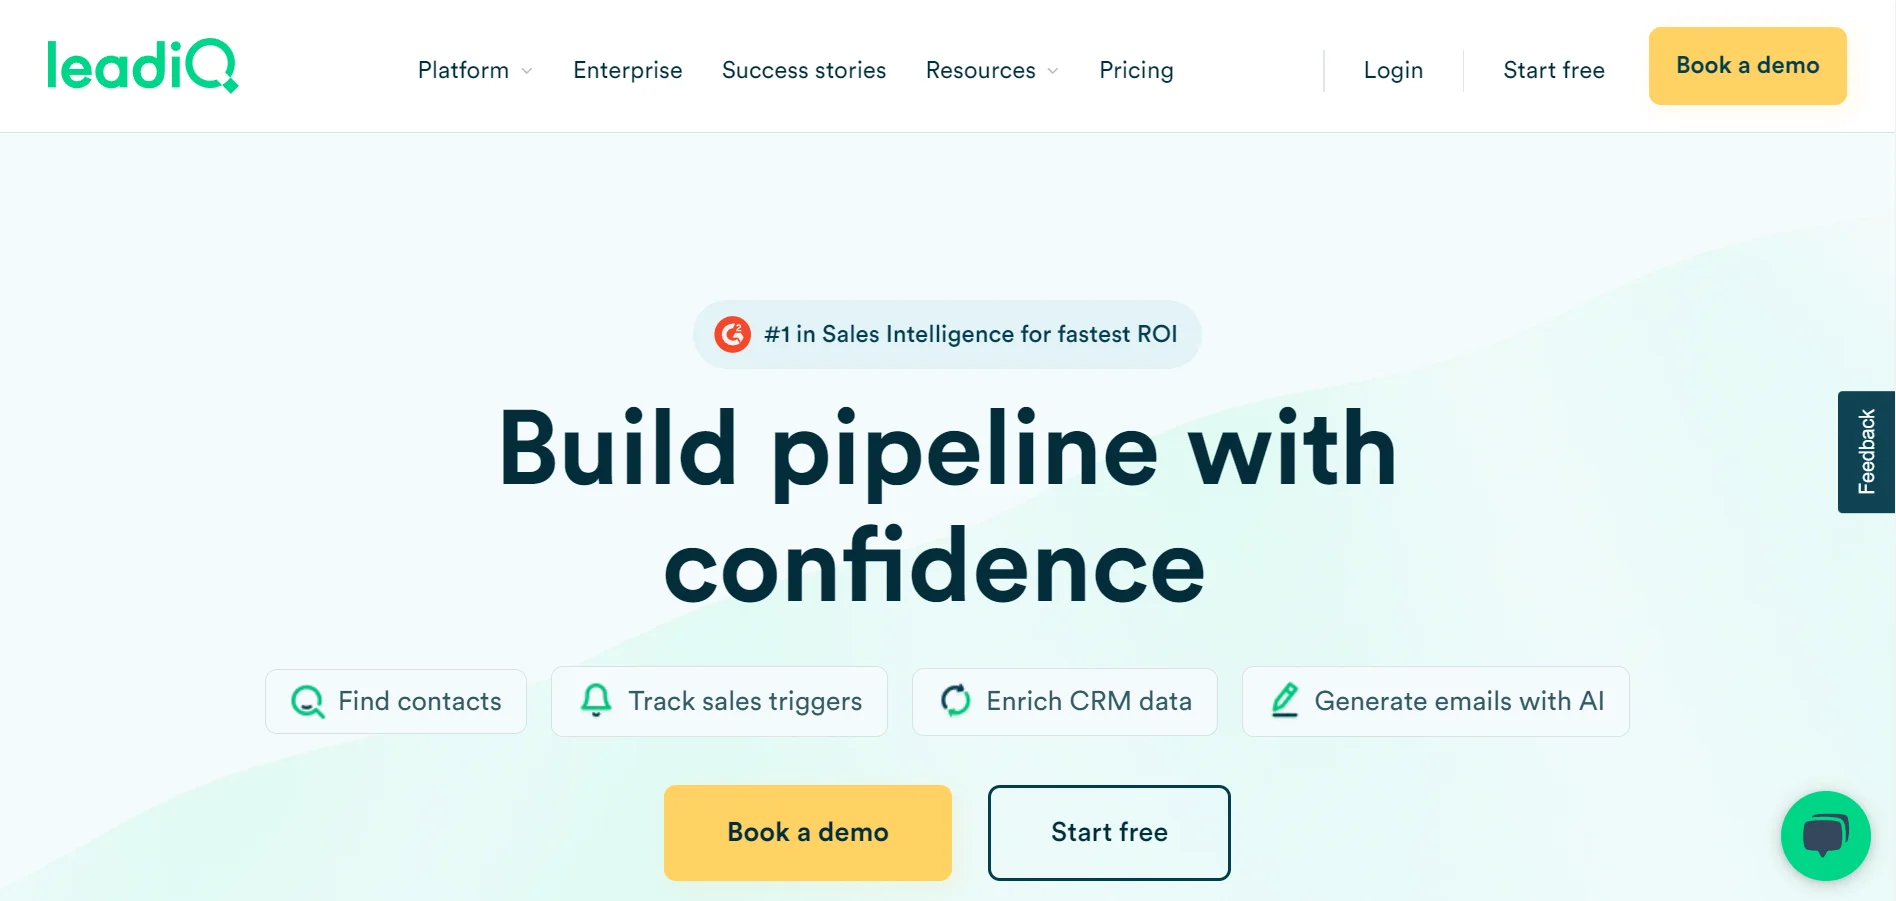 leadiQ
Platform
Enterprise
Success stories
Resources
Pricing
Login
Start free
Book a demo
G2 #1 in Sales Intelligence for fastest ROI
Build pipeline with
confidence
Feedback
Find contacts
Track sales triggers
Enrich CRM data
Generate emails with AI
Book a demo
Start free